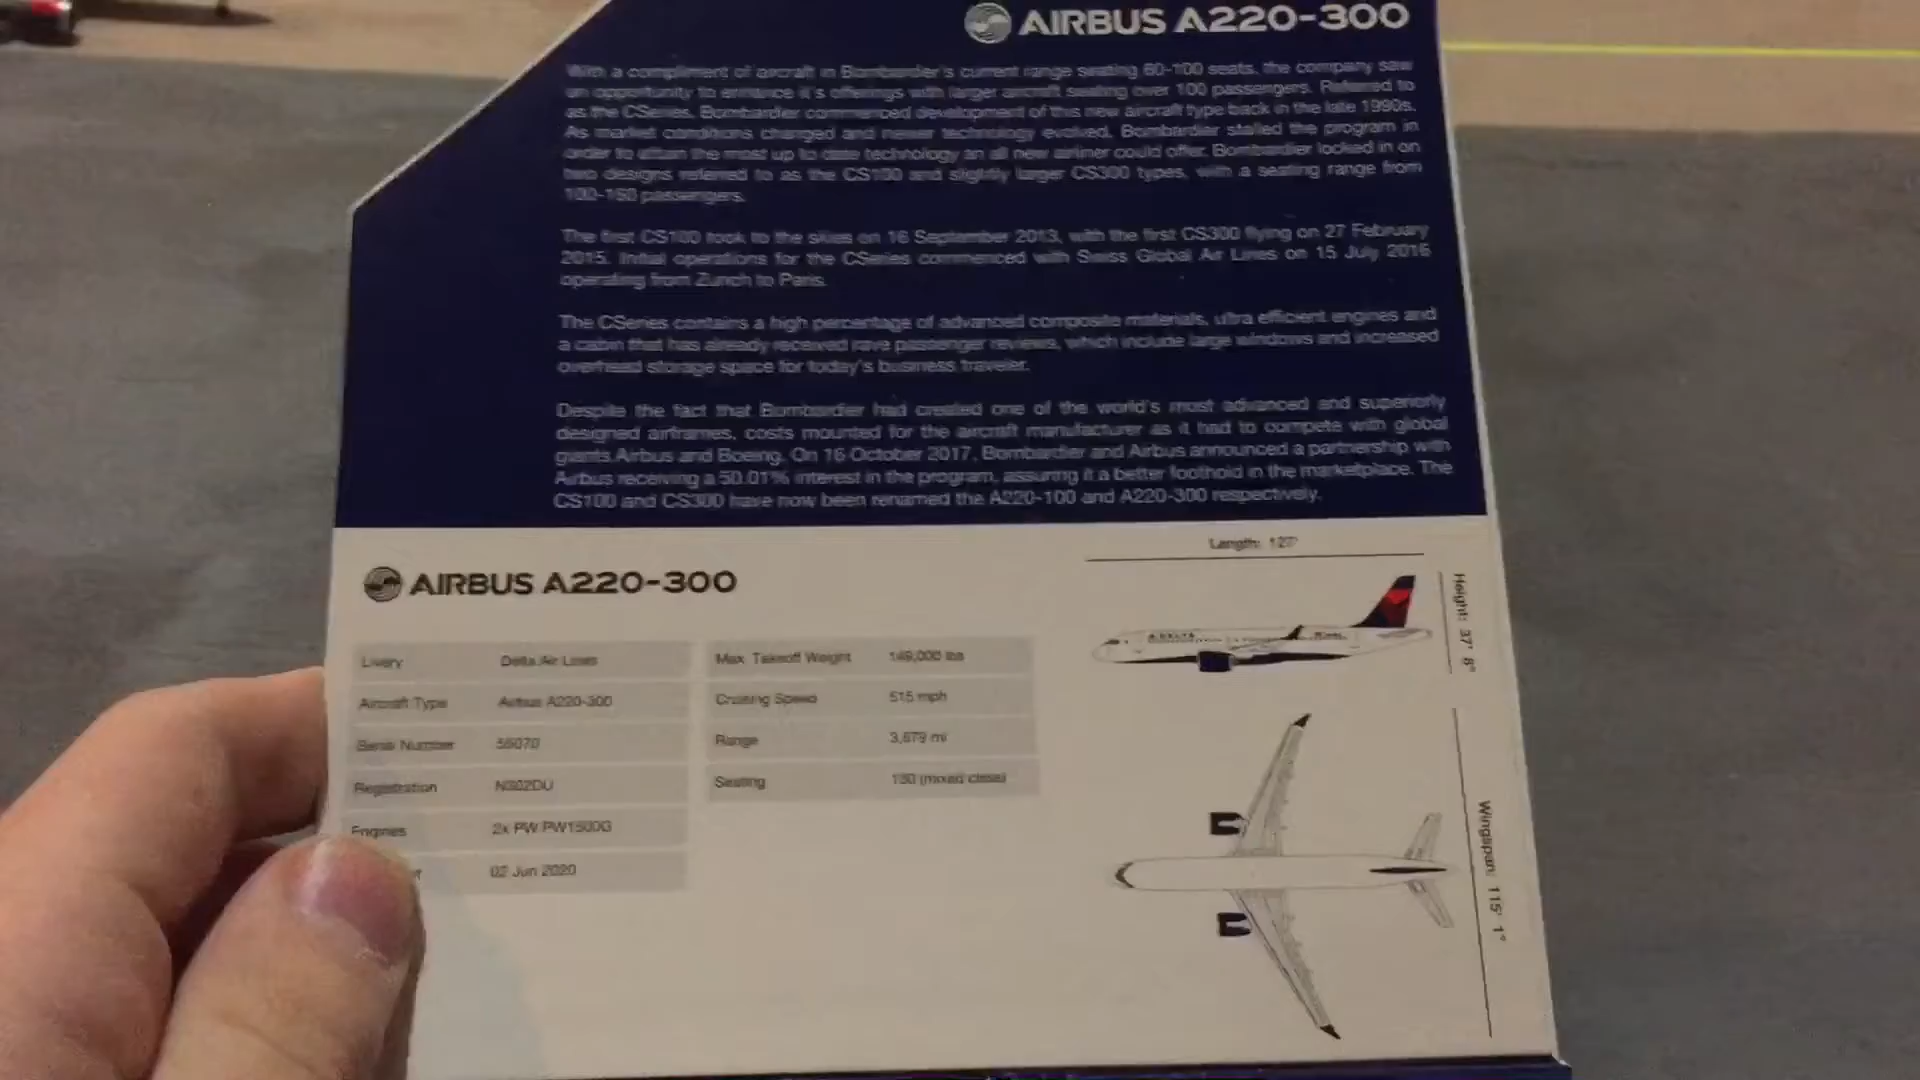 AIRBUS A220-300
With a compliment of aircraft in Bombardier's current range seating 60-100 seats, the company saw
an opportunity to enhance it's offerings with larger aircraft seating over 100 passengers. Referred to
as the CSeries, Bombardier commenced development of this new aircraft type back in the late 1990s.
As market conditions changed and newer technology evolved, Bombardier stalled the program in
order to attain the most up to date technology an all new airliner could offer. Bombardier locked in on
two designs referred to as the CS100 and slightly larger CS300 types, with a seating range from
100-150 passengers.
The first CS100 took to the skies on 16 September 2013, with the first CS300 flying on 27 February
2015. Initial operations for the CSeries commenced with Swiss Global Air Lines on 15 July 2016
operating from Zurich to Paris.
The CSeries contains a high percentage of advanced composite materials, ultra efficient engines and
a cabin that has already received rave passenger reviews, which include large windows and increased
overhead storage space for today's business traveler.
Despite the fact that Bombardier had created one of the world's most advanced and superiorly
designed airframes, costs mounted for the aircraft manufacturer as it had to compete with global
giants Airbus and Boeing. On 16 October 2017, Bombardier and Airbus announced a partnership with
Airbus receiving a 50.01% interest in the program, assuring it a better foothold in the marketplace. The
CS100 and CS300 have now been renamed the A220-100 and A220-300 respectively.
Length: 127'
Height: 37' 8"
AIRBUS A220-300
DELTA
Livery Delta Air Lines
Aircraft Type Airbus A220-300
Serial Number 55070
Registration N302DU
Engines 2x PW PW1500G
02 Jun 2020
Max. Takeoff Weight 149,000 lbs
Cruising Speed 515 mph
Range 3,679 mi
Seating 130 (mixed class)
Wingspan: 115' 1"